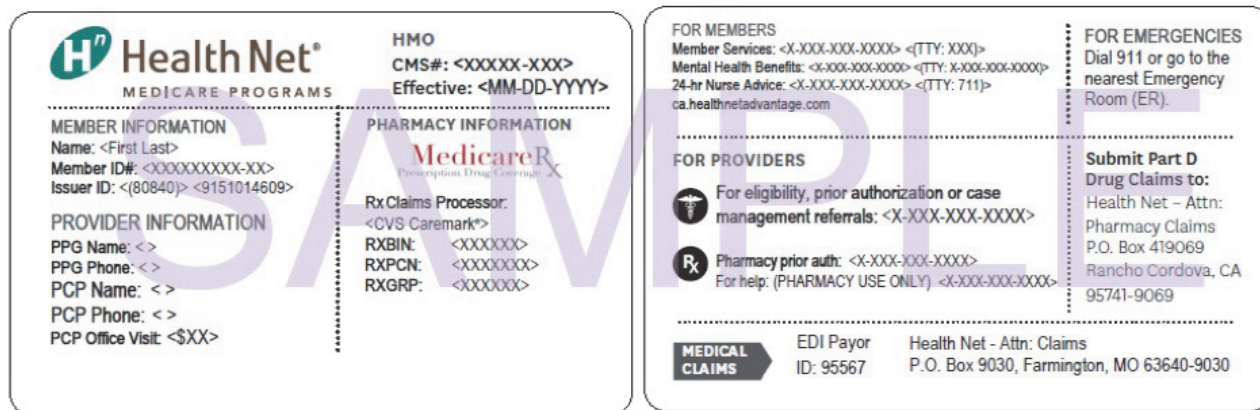 Hn Health Net®
MEDICARE PROGRAMS
HMO
CMS#: <XXXXX-XXX>
Effective: <MM-DD-YYYY>
MEMBER INFORMATION
Name: <First Last>
Member ID#: <XXXXXXXXX-XX>
Issuer ID: <(80840)> <9151014609>
PROVIDER INFORMATION
PPG Name: < >
PPG Phone: < >
PCP Name: < >
PCP Phone: < >
PCP Office Visit: <$XX>
PHARMACY INFORMATION
MedicareRx
Prescription Drug Coverage
Rx Claims Processor:
<CVS Caremark®>
RXBIN: <XXXXXX>
RXPCN: <XXXXXXX>
RXGRP: <XXXXXX>
FOR MEMBERS
Member Services: <X-XXX-XXX-XXXX> <(TTY: XXX)>
Mental Health Benefits: <X-XXX-XXX-XXXX> <(TTY: X-XXX-XXX-XXXX)>
24-hr Nurse Advice: <X-XXX-XXX-XXXX> <(TTY: 711)>
ca.healthnetadvantage.com
FOR EMERGENCIES
Dial 911 or go to the
nearest Emergency
Room (ER).
FOR PROVIDERS
For eligibility, prior authorization or case
management referrals: <X-XXX-XXX-XXXX>
Rx Pharmacy prior auth: <X-XXX-XXX-XXXX>
For help: (PHARMACY USE ONLY) <X-XXX-XXX-XXXX>
Submit Part D
Drug Claims to:
Health Net – Attn:
Pharmacy Claims
P.O. Box 419069
Rancho Cordova, CA
95741-9069
MEDICAL
CLAIMS
EDI Payor
ID: 95567
Health Net - Attn: Claims
P.O. Box 9030, Farmington, MO 63640-9030
SAMPLE